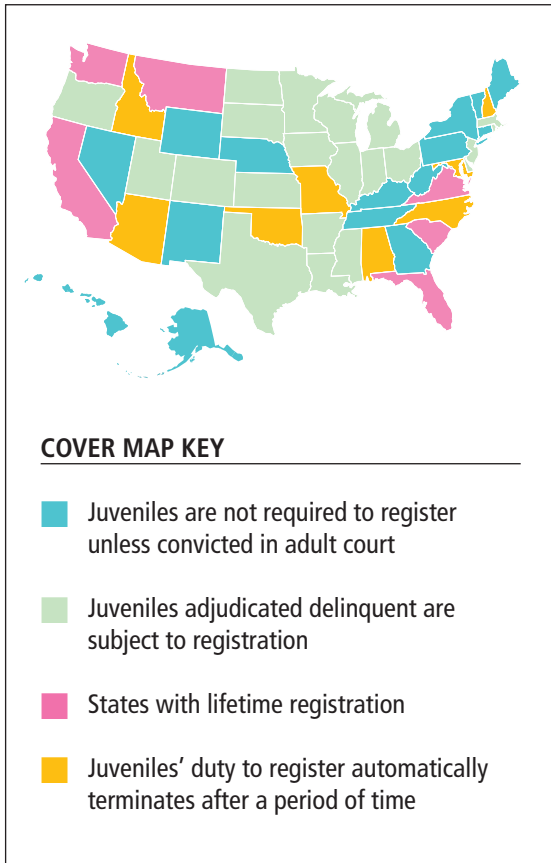 COVER MAP KEY
Juveniles are not required to register
unless convicted in adult court
Juveniles adjudicated delinquent are
subject to registration
States with lifetime registration
Juveniles’ duty to register automatically
terminates after a period of time